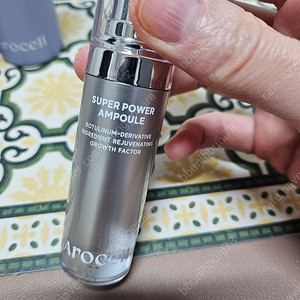 Arocell
SUPER POWER
AMPOULE
BOTULINUM-DERIVATIVE
INGREDIENT REJUVENATING
GROWTH FACTOR
Arocell